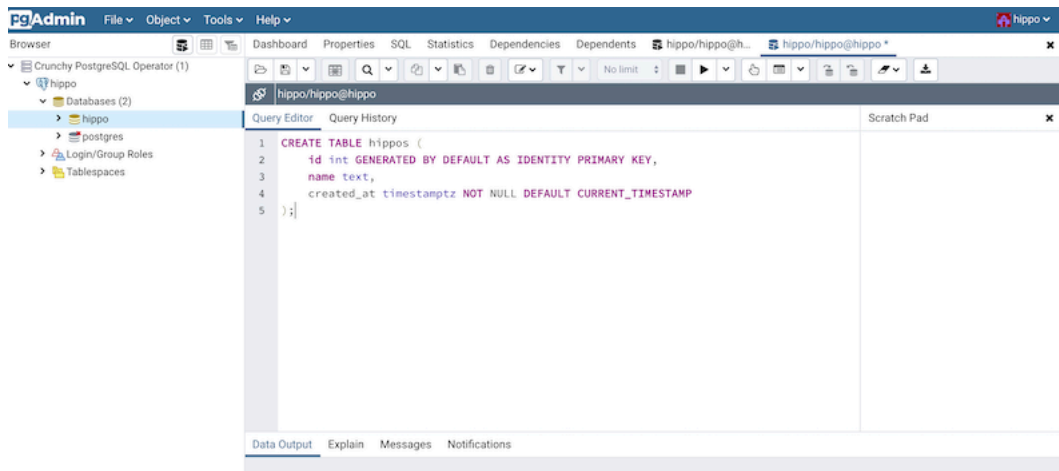 pgAdmin File Object Tools Help hippo
Browser Dashboard Properties SQL Statistics Dependencies Dependents hippo/hippo@h... hippo/hippo@hippo *
Crunchy PostgreSQL Operator (1)
hippo
Databases (2)
hippo
postgres
Login/Group Roles
Tablespaces
No limit
hippo/hippo@hippo
Query Editor Query History Scratch Pad
1 CREATE TABLE hippos (
2 id int GENERATED BY DEFAULT AS IDENTITY PRIMARY KEY,
3 name text,
4 created_at timestamptz NOT NULL DEFAULT CURRENT_TIMESTAMP
5 );
Data Output Explain Messages Notifications